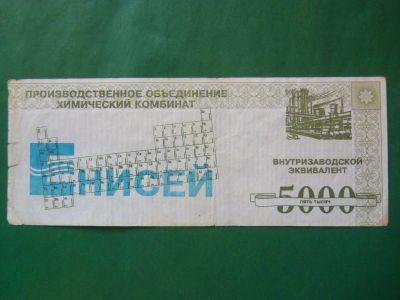 ПРОИЗВОДСТВЕННОЕ ОБЪЕДИНЕНИЕ
ХИМИЧЕСКИЙ КОМБИНАТ
ЕНИСЕЙ
ВНУТРИЗАВОДСКОЙ
ЭКВИВАЛЕНТ
5000
ПЯТЬ ТЫСЯЧ